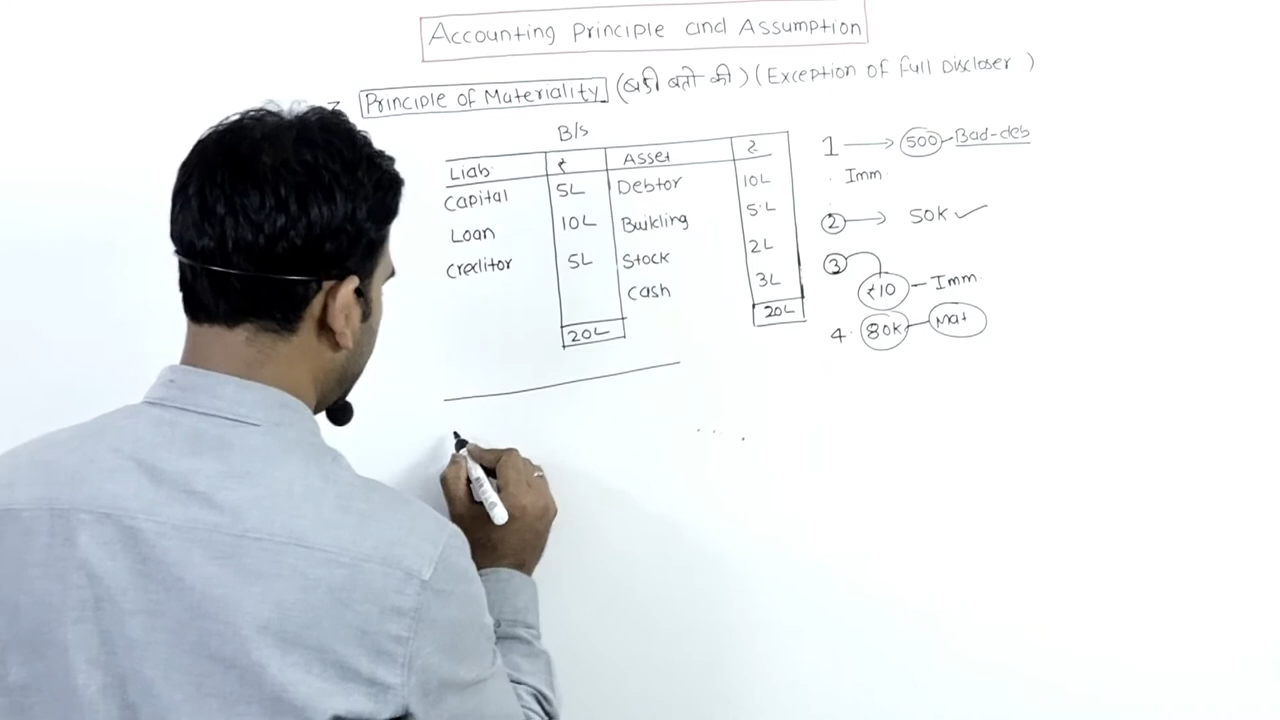 Accounting Principle and Assumption
7. Principle of Materiality (बड़ी बातो की) (Exception of Full Discloser )
B/s
Liab. ₹ Asset ₹
Capital 5L Debtor 10L
Loan 10L Building 5.L
Creditor 5L Stock 2L
Cash 3L
20L 20L
1 → 500 - Bad-deb
Imm
2 → 50K ✓
3 ₹10 - Imm.
4. 80K - Mat